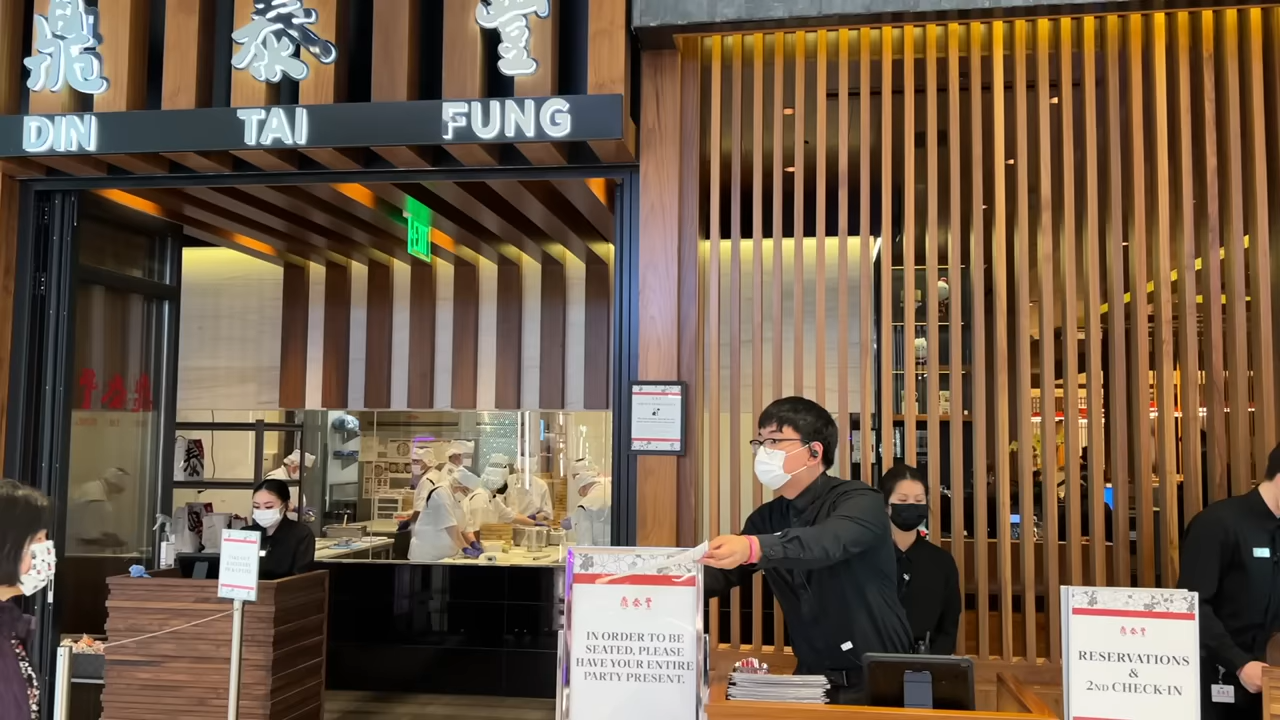 鼎泰豐
DIN TAI FUNG
EXIT
鼎泰豐
IN ORDER TO BE
SEATED, PLEASE
HAVE YOUR ENTIRE
PARTY PRESENT.
鼎泰豐
RESERVATIONS
&
2ND CHECK-IN